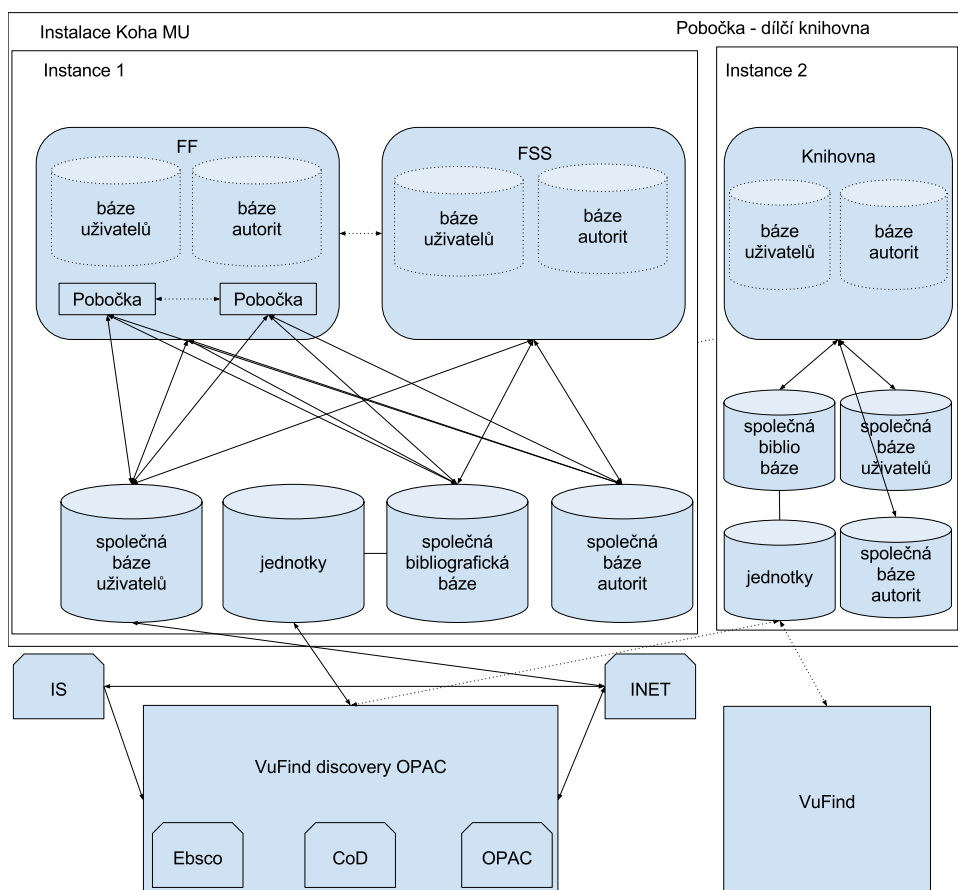 Instalace Koha MU
Pobočka - dílčí knihovna
Instance 1
Instance 2
FF
báze
uživatelů
báze
autorit
Pobočka
Pobočka
FSS
báze
uživatelů
báze
autorit
Knihovna
báze
uživatelů
báze
autorit
společná
báze
uživatelů
jednotky
společná
bibliografická
báze
společná
báze
autorit
společná
biblio
báze
společná
báze
uživatelů
jednotky
společná
báze
autorit
IS
INET
VuFind discovery OPAC
Ebsco
CoD
OPAC
VuFind